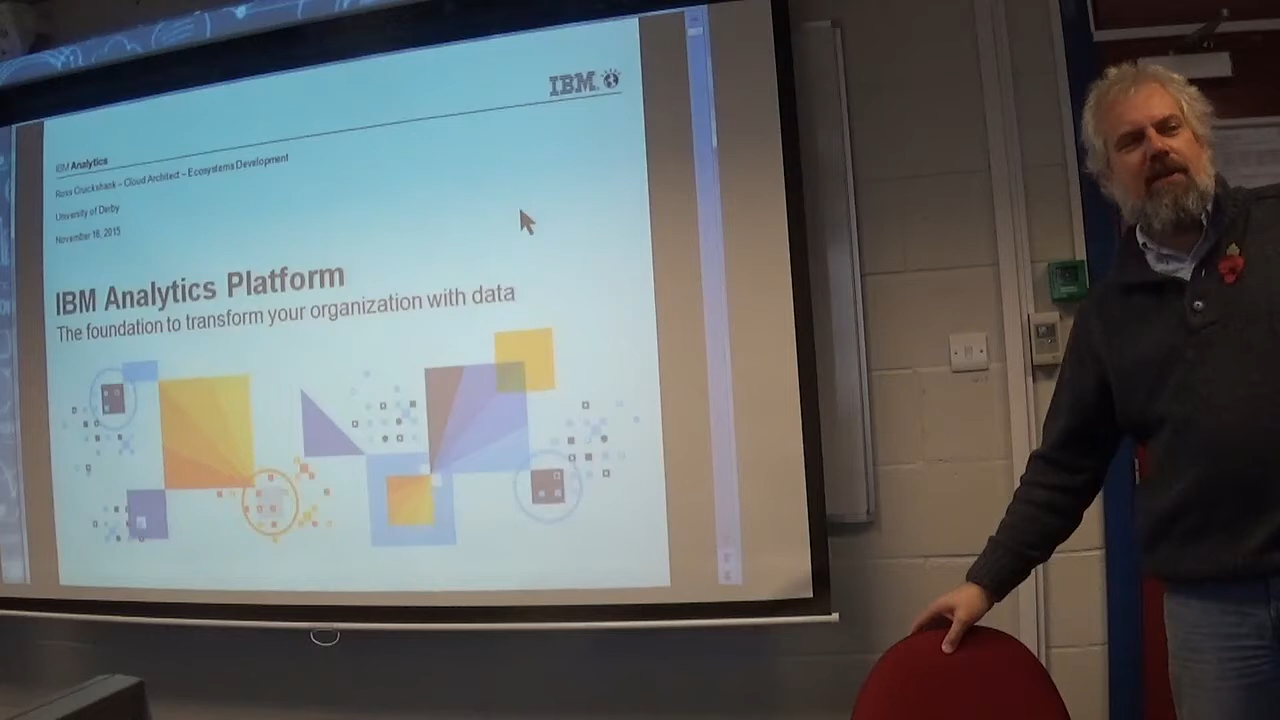 IBM
IBM Analytics
Ross Cruickshank – Cloud Architect – Ecosystems Development
University of Derby
November 16, 2015
IBM Analytics Platform
The foundation to transform your organization with data